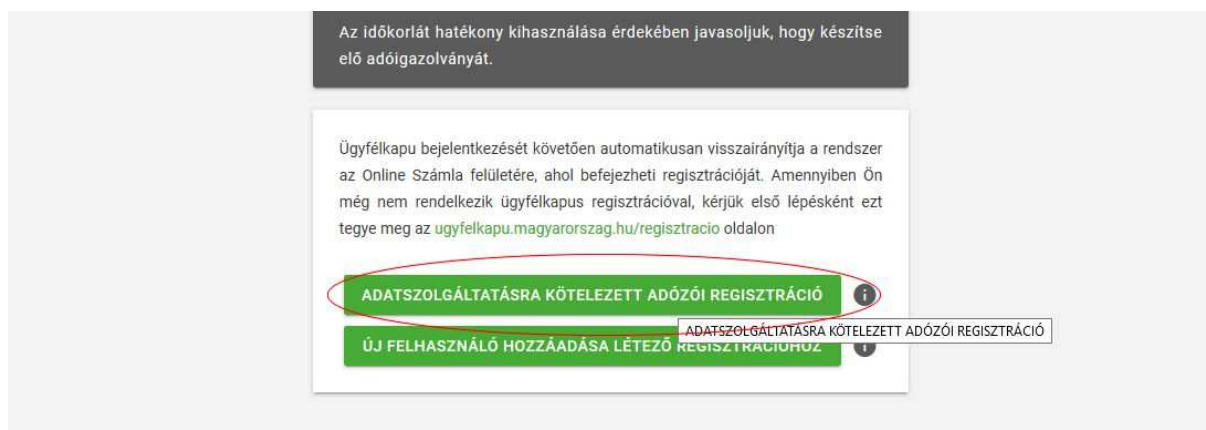 Az időkorlát hatékony kihasználása érdekében javasoljuk, hogy készítse
elő adóigazolványát.
Ügyfélkapu bejelentkezését követően automatikusan visszairányítja a rendszer
az Online Számla felületére, ahol befejezheti regisztrációját. Amennyiben Ön
még nem rendelkezik ügyfélkapus regisztrációval, kérjük első lépésként ezt
tegye meg az ugyfelkapu.magyarorszag.hu/regisztracio oldalon
ADATSZOLGÁLTATÁSRA KÖTELEZETT ADÓZÓI REGISZTRÁCIÓ
ADATSZOLGÁLTATÁSRA KÖTELEZETT ADÓZÓI REGISZTRÁCIÓ
ÚJ FELHASZNÁLÓ HOZZÁADÁSA LÉTEZŐ REGISZTRÁCIÓHOZ